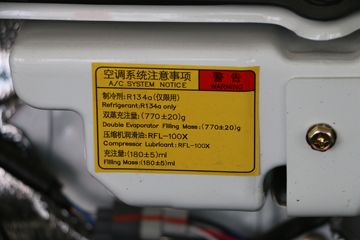 空调系统注意事项
A/C SYSTEM NOTICE
警告
WARNING
制冷剂:R134a(仅限用)
Refrigerant:R134a only
双蒸充注量:(770±20)g
Double Evaporator Filling Mass:(770±20)g
压缩机润滑油:RFL-100X
Compressor Lubricant:RFL-100X
充注量:(180±5)ml
Filling Mass:(180±5)ml